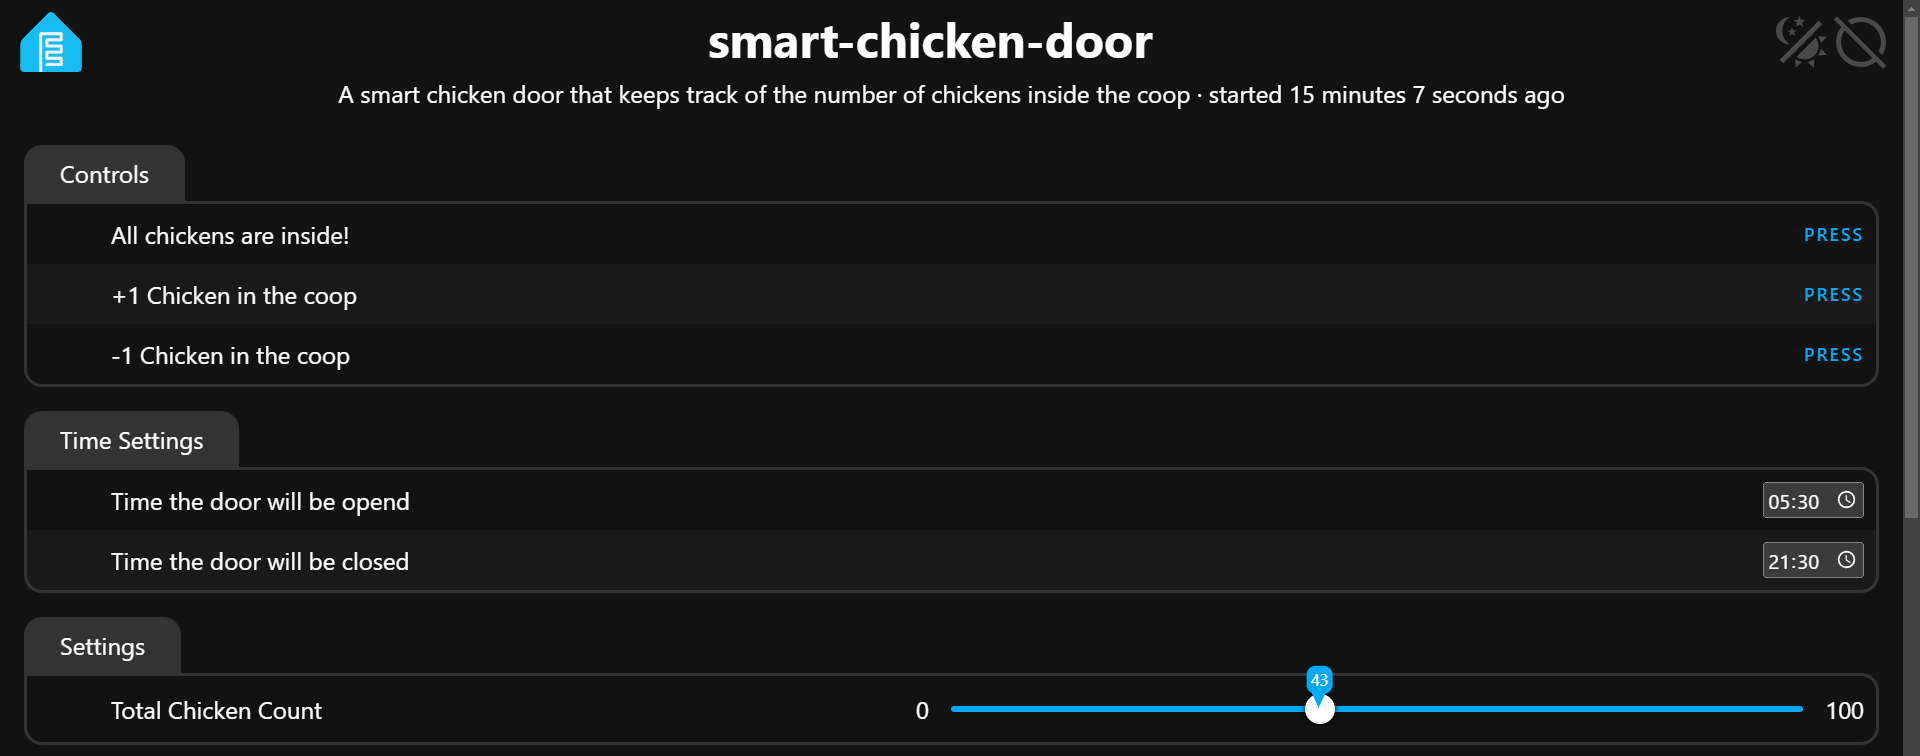 smart-chicken-door
A smart chicken door that keeps track of the number of chickens inside the coop · started 15 minutes 7 seconds ago
Controls
All chickens are inside! PRESS
+1 Chicken in the coop PRESS
-1 Chicken in the coop PRESS
Time Settings
Time the door will be opend 05:30
Time the door will be closed 21:30
Settings
43
Total Chicken Count 0 100